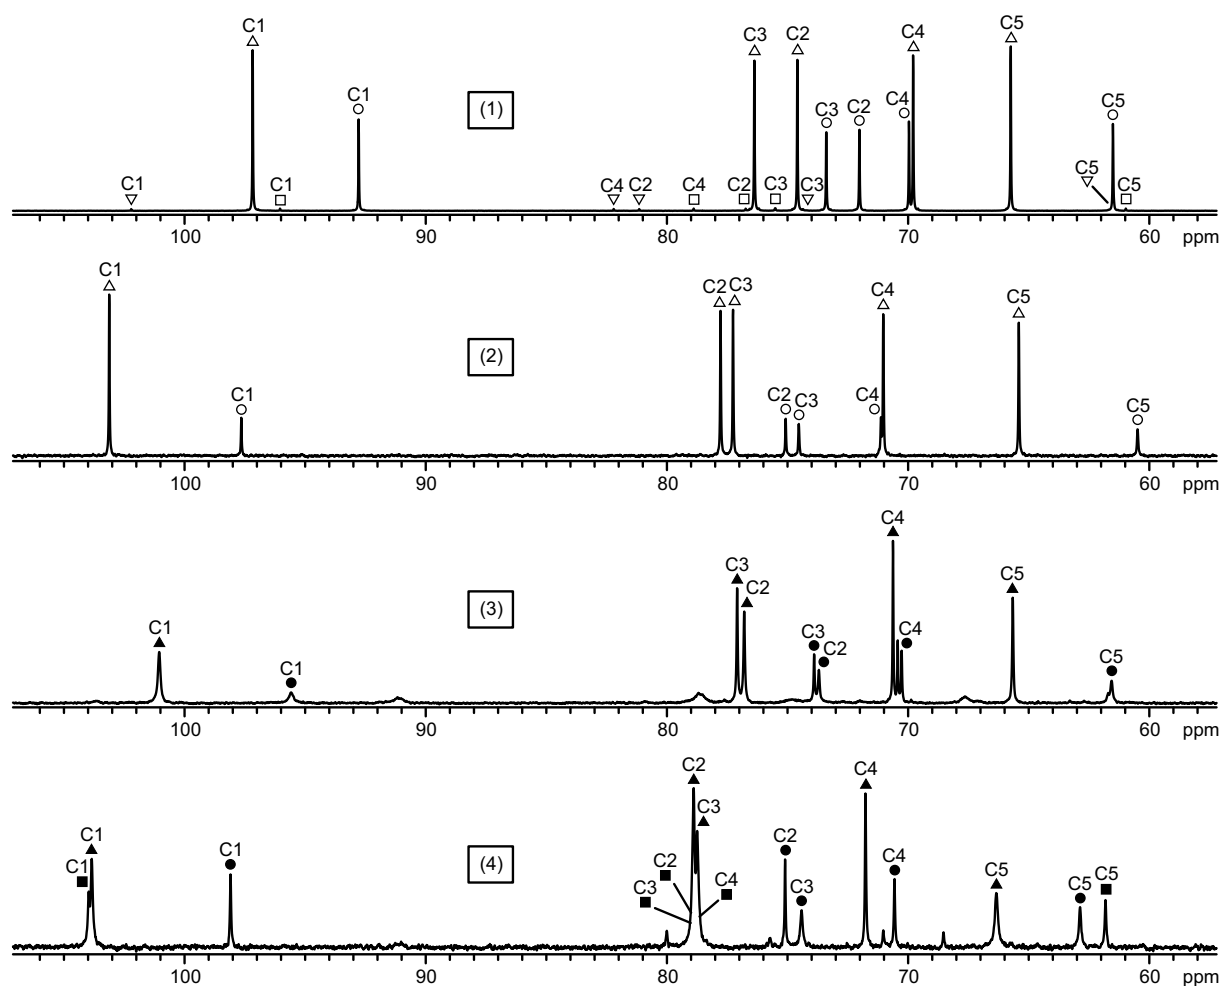 C1 C1 (1) C3 C2 C3 C2 C4 C4 C5 C5
C1 C1 C4 C2 C4 C2 C3 C3 C5 C5
100 90 80 70 60 ppm
C1 C1 (2) C2 C3 C2 C3 C4 C4 C5 C5
100 90 80 70 60 ppm
C1 C1 (3) C3 C2 C3 C2 C4 C4 C5 C5
100 90 80 70 60 ppm
C1 C1 C1 (4) C3 C2 C2 C3 C4 C2 C3 C4 C4 C5 C5 C5
100 90 80 70 60 ppm